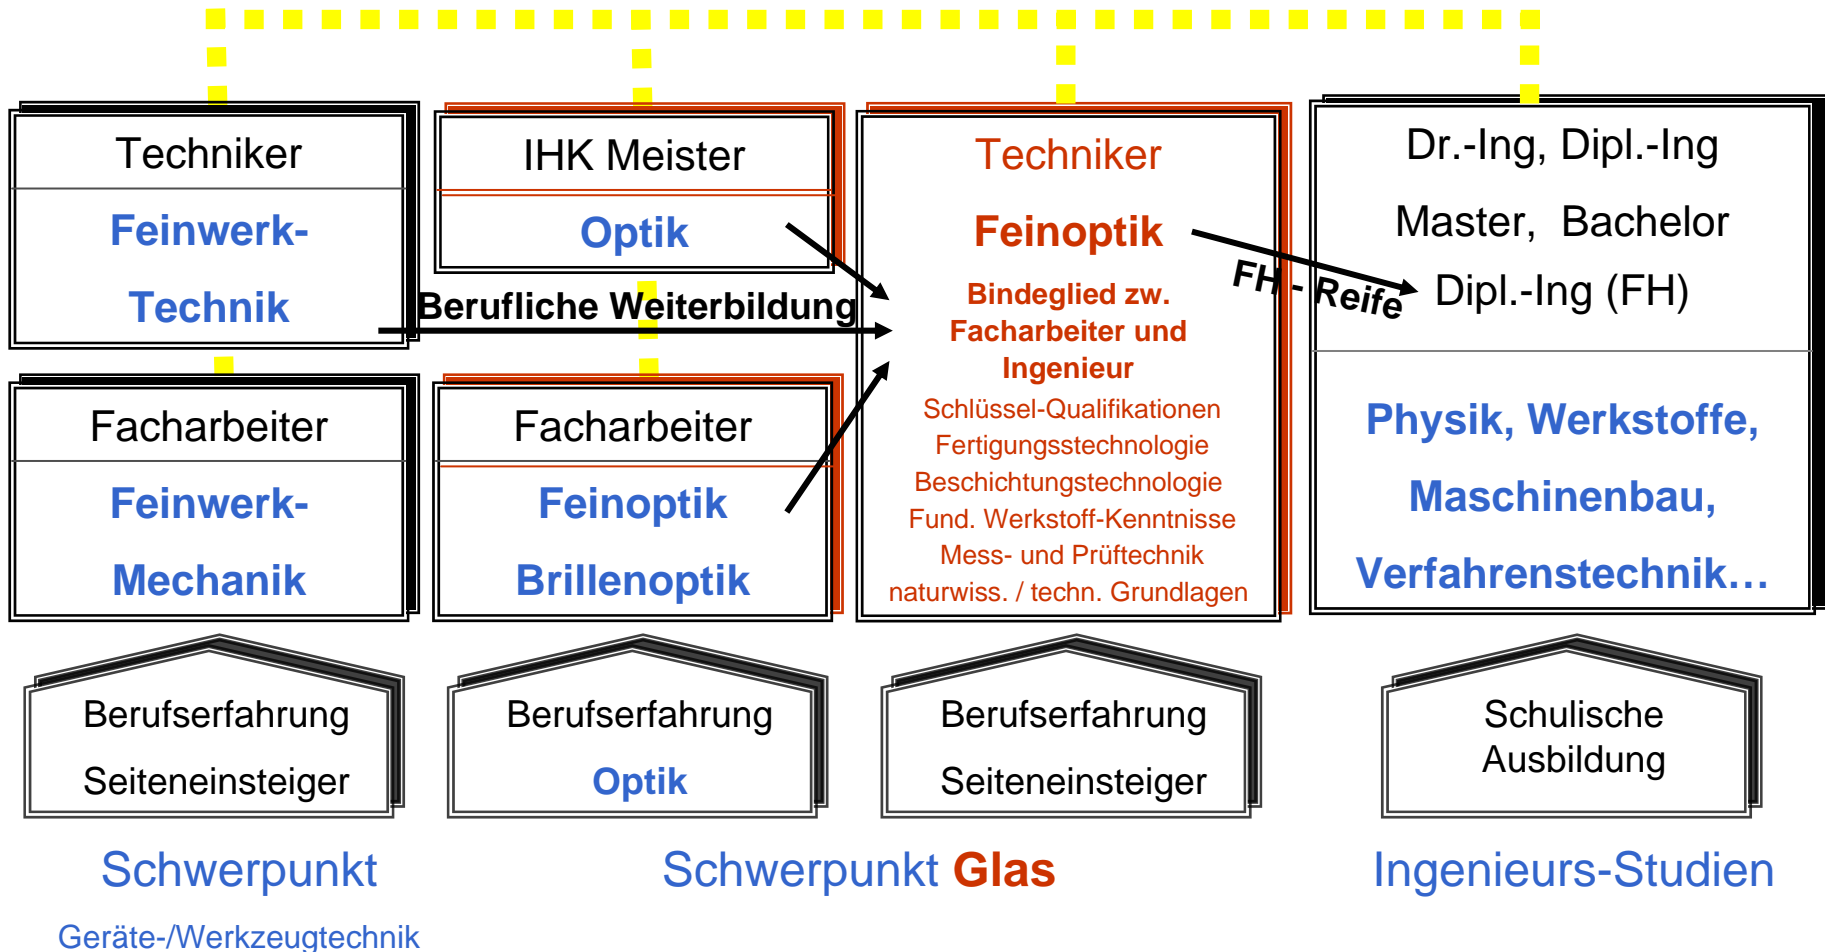 Techniker
Feinwerk-
Technik
Facharbeiter
Feinwerk-
Mechanik
Berufserfahrung
Seiteneinsteiger
Schwerpunkt
Geräte-/Werkzeugtechnik
IHK Meister
Optik
Berufliche Weiterbildung
Facharbeiter
Feinoptik
Brillenoptik
Berufserfahrung
Optik
Techniker
Feinoptik
Bindeglied zw.
Facharbeiter und
Ingenieur
Schlüssel-Qualifikationen
Fertigungsstechnologie
Beschichtungstechnologie
Fund. Werkstoff-Kenntnisse
Mess- und Prüftechnik
naturwiss. / techn. Grundlagen
Berufserfahrung
Seiteneinsteiger
Schwerpunkt Glas
FH - Reife
Dr.-Ing, Dipl.-Ing
Master, Bachelor
Dipl.-Ing (FH)
Physik, Werkstoffe,
Maschinenbau,
Verfahrenstechnik…
Schulische
Ausbildung
Ingenieurs-Studien